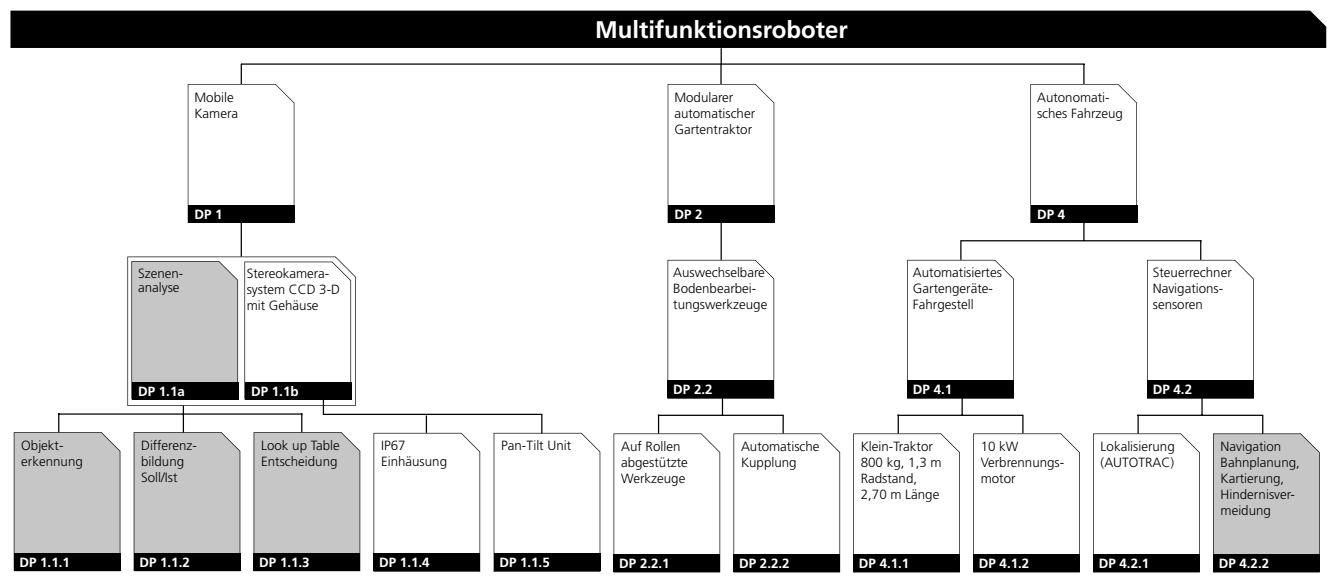 Multifunktionsroboter
Mobile
Kamera
DP 1
Modularer
automatischer
Gartentraktor
DP 2
Autonomati-
sches Fahrzeug
DP 4
Szenen-
analyse
DP 1.1a
Stereokamera-
system CCD 3-D
mit Gehäuse
DP 1.1b
Auswechselbare
Bodenbearbei-
tungswerkzeuge
DP 2.2
Automatisiertes
Gartengeräte-
Fahrgestell
DP 4.1
Steuerrechner
Navigations-
sensoren
DP 4.2
Objekt-
erkennung
DP 1.1.1
Differenz-
bildung
Soll/Ist
DP 1.1.2
Look up Table
Entscheidung
DP 1.1.3
IP67
Einhäusung
DP 1.1.4
Pan-Tilt Unit
DP 1.1.5
Auf Rollen
abgestützte
Werkzeuge
DP 2.2.1
Automatische
Kupplung
DP 2.2.2
Klein-Traktor
800 kg, 1,3 m
Radstand,
2,70 m Länge
DP 4.1.1
10 kW
Verbrennungs-
motor
DP 4.1.2
Lokalisierung
(AUTOTRAC)
DP 4.2.1
Navigation
Bahnplanung,
Kartierung,
Hindernisver-
meidung
DP 4.2.2